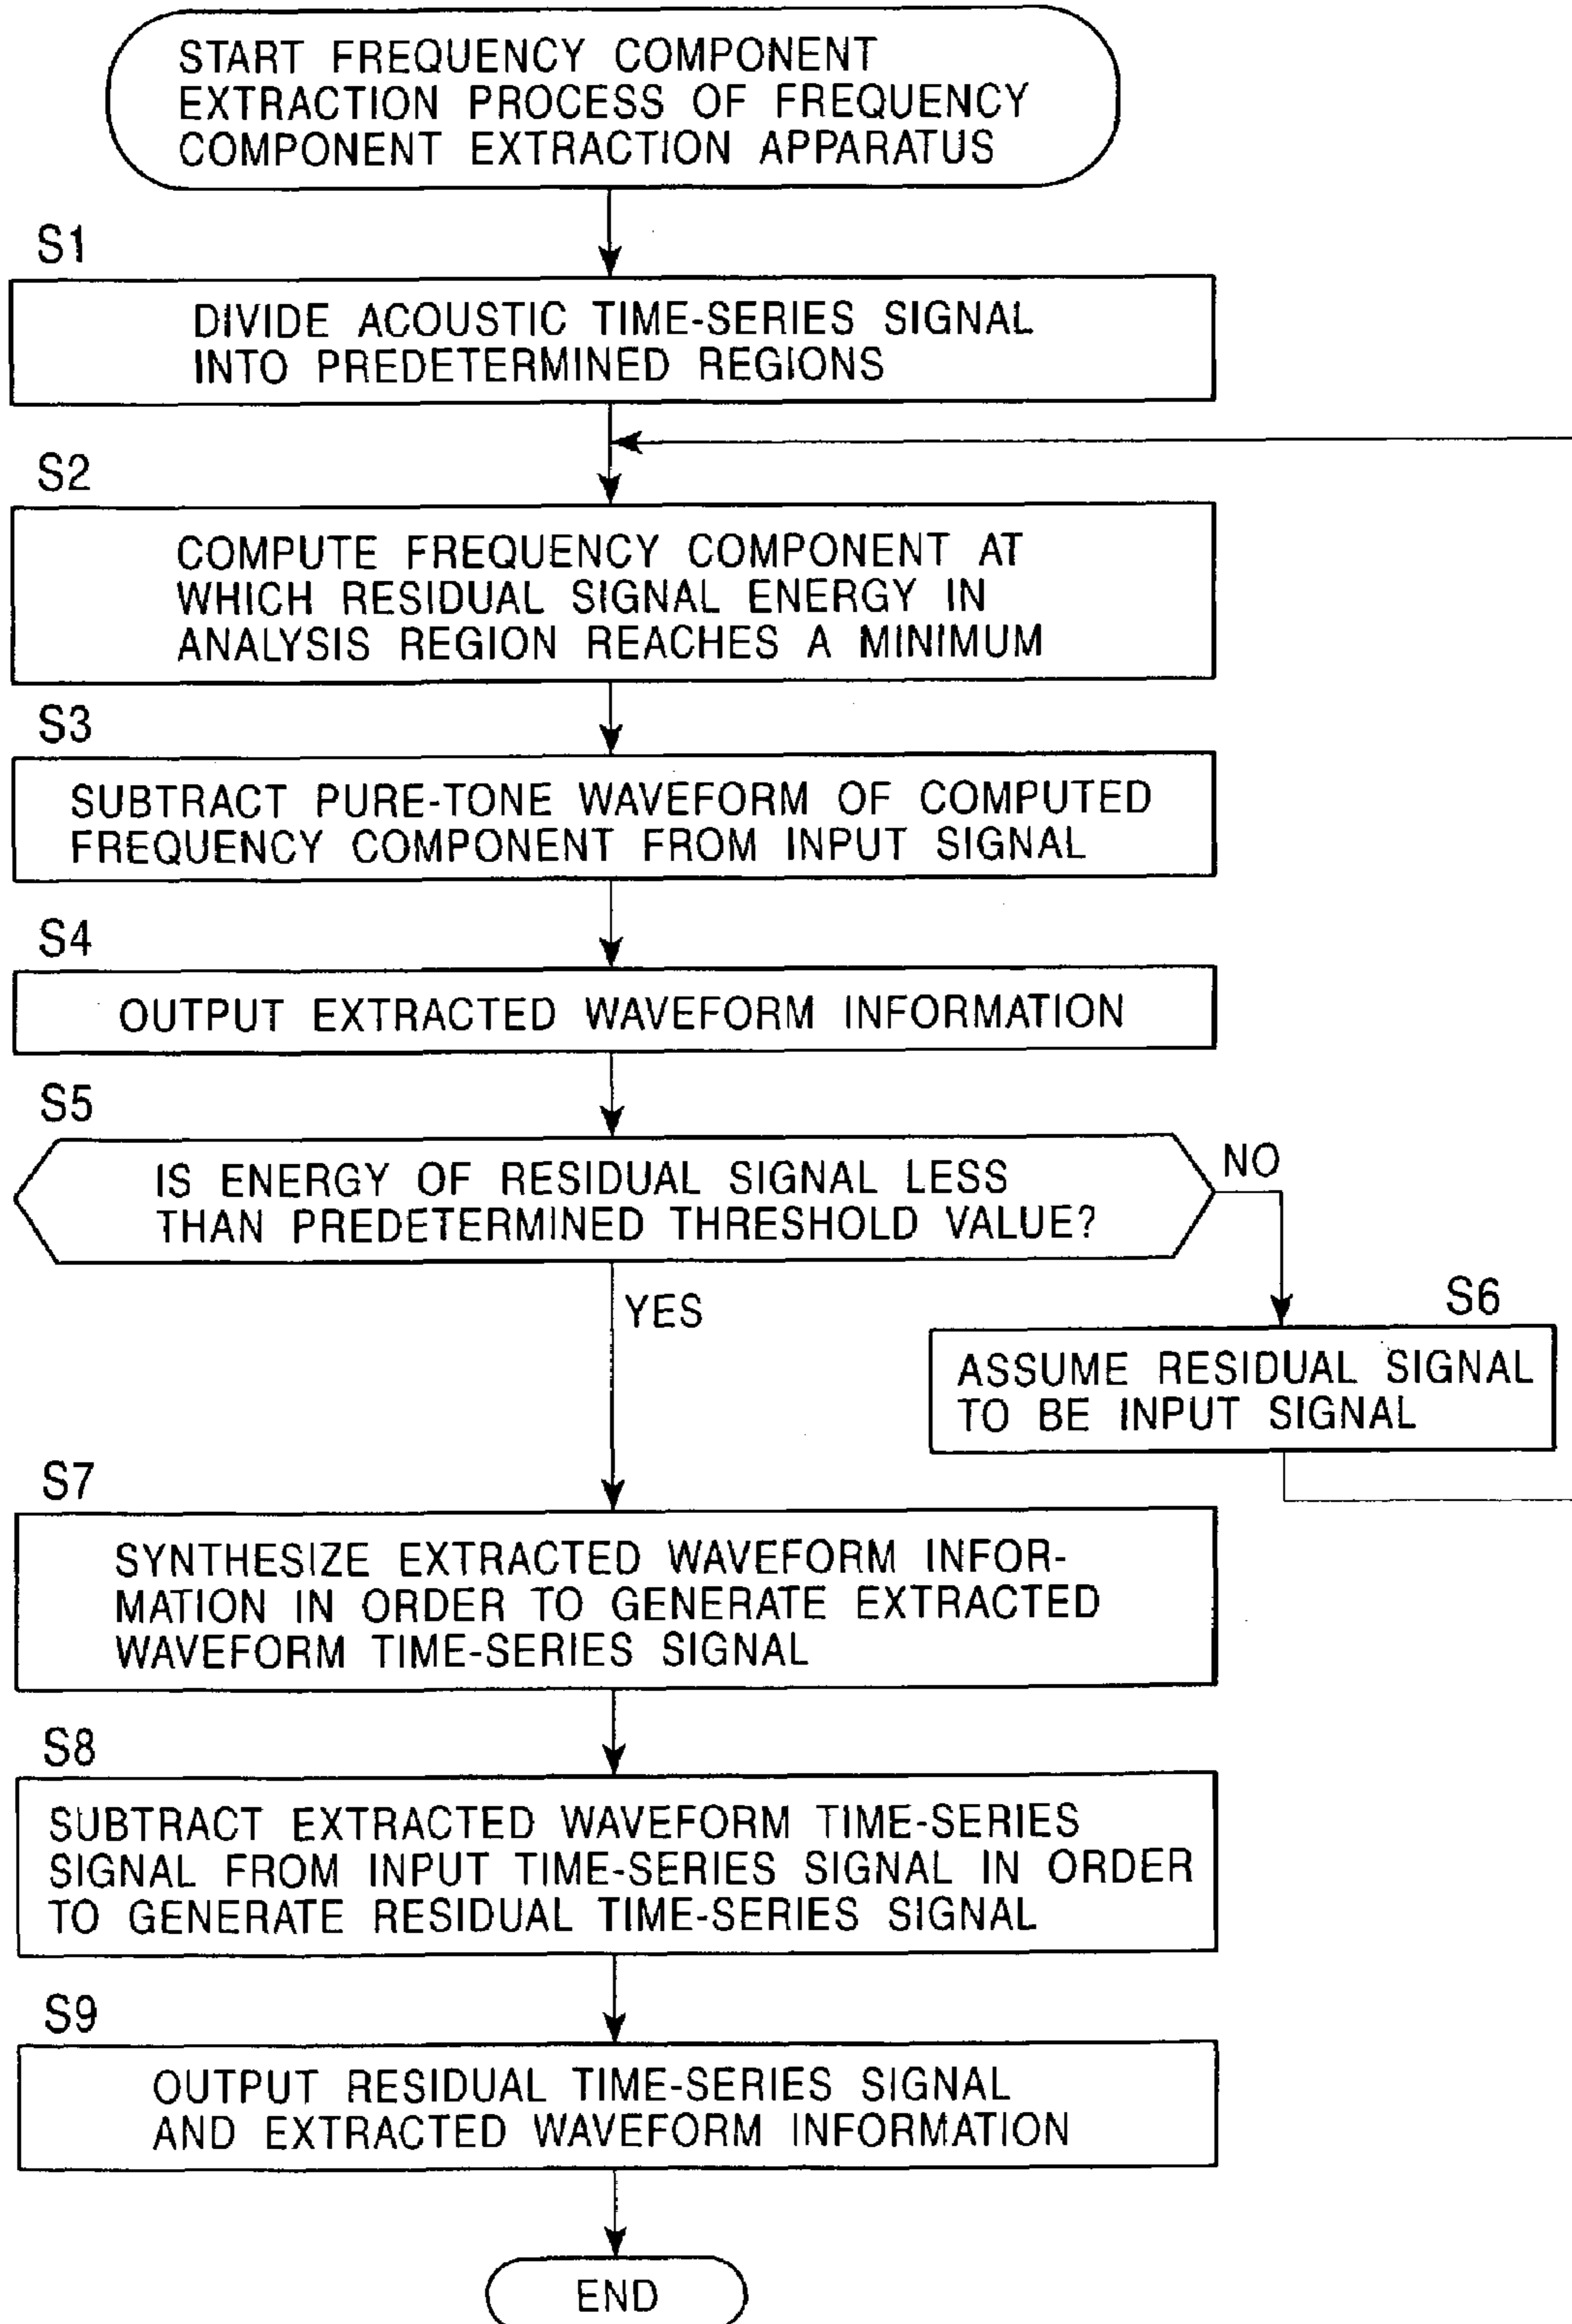 START FREQUENCY COMPONENT
EXTRACTION PROCESS OF FREQUENCY
COMPONENT EXTRACTION APPARATUS
S1
DIVIDE ACOUSTIC TIME-SERIES SIGNAL
INTO PREDETERMINED REGIONS
S2
COMPUTE FREQUENCY COMPONENT AT
WHICH RESIDUAL SIGNAL ENERGY IN
ANALYSIS REGION REACHES A MINIMUM
S3
SUBTRACT PURE-TONE WAVEFORM OF COMPUTED
FREQUENCY COMPONENT FROM INPUT SIGNAL
S4
OUTPUT EXTRACTED WAVEFORM INFORMATION
S5
IS ENERGY OF RESIDUAL SIGNAL LESS
THAN PREDETERMINED THRESHOLD VALUE?
NO
YES
S6
ASSUME RESIDUAL SIGNAL
TO BE INPUT SIGNAL
S7
SYNTHESIZE EXTRACTED WAVEFORM INFOR-
MATION IN ORDER TO GENERATE EXTRACTED
WAVEFORM TIME-SERIES SIGNAL
S8
SUBTRACT EXTRACTED WAVEFORM TIME-SERIES
SIGNAL FROM INPUT TIME-SERIES SIGNAL IN ORDER
TO GENERATE RESIDUAL TIME-SERIES SIGNAL
S9
OUTPUT RESIDUAL TIME-SERIES SIGNAL
AND EXTRACTED WAVEFORM INFORMATION
END